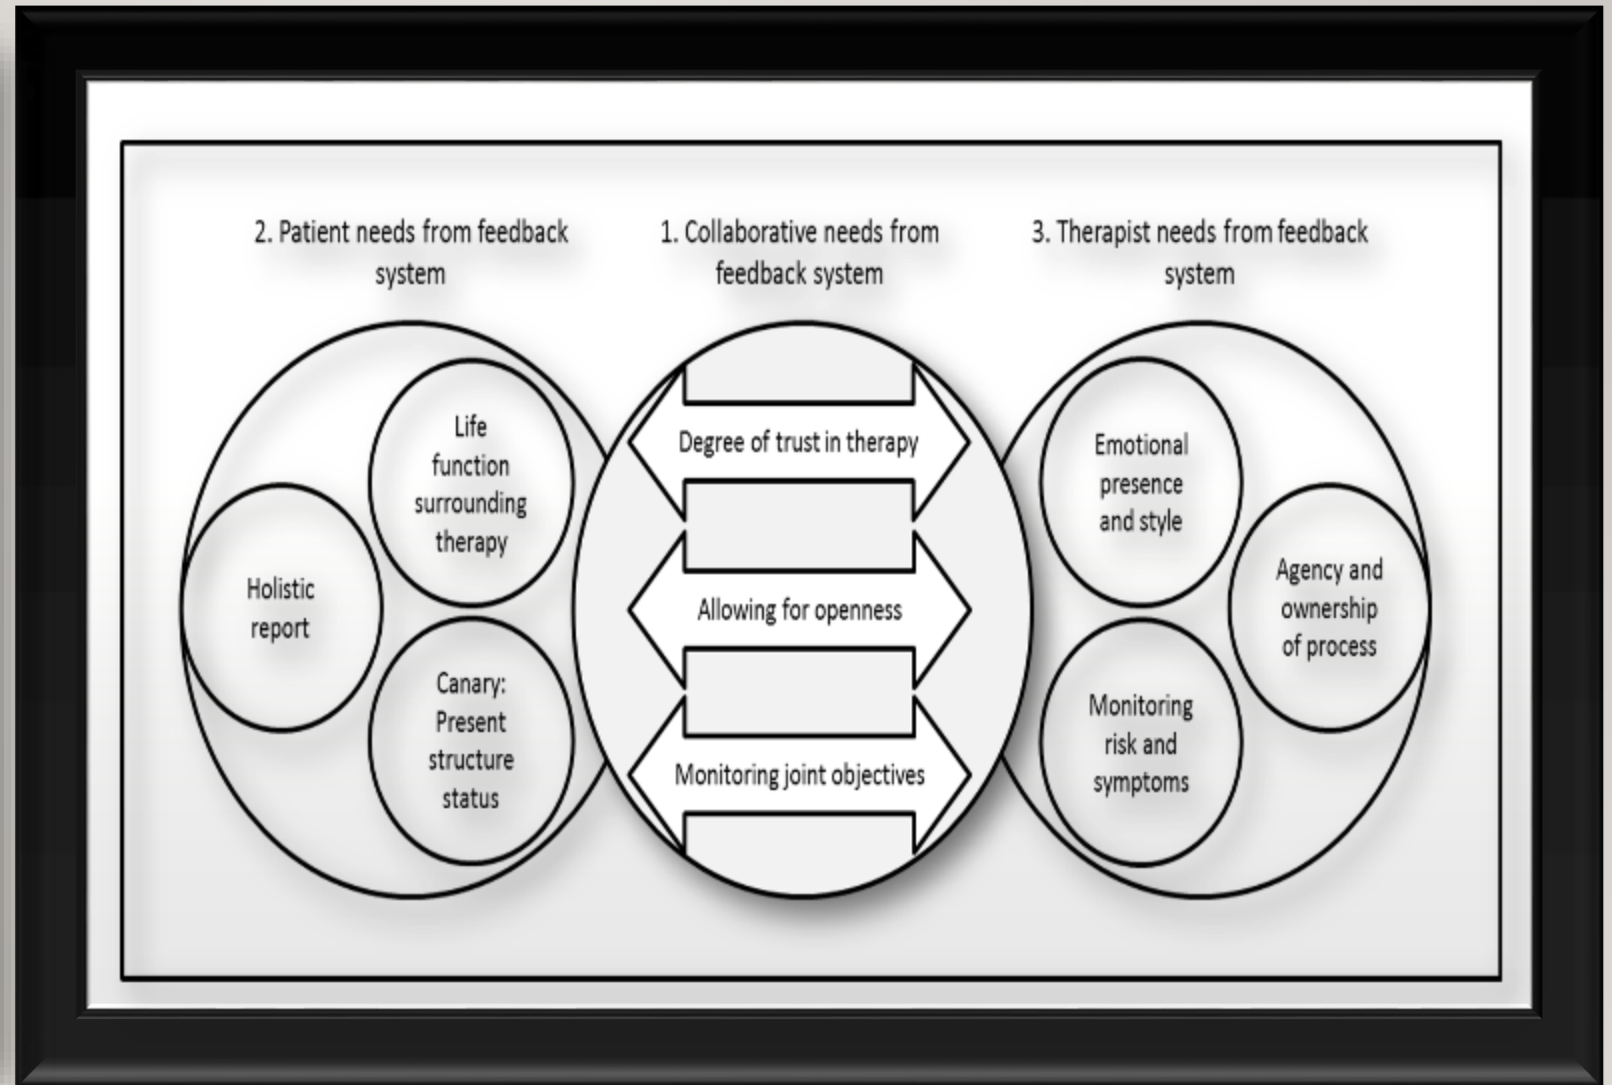 2. Patient needs from feedback
system
1. Collaborative needs from
feedback system
3. Therapist needs from feedback
system
Life
function
surrounding
therapy
Holistic
report
Canary:
Present
structure
status
Degree of trust in therapy
Allowing for openness
Monitoring joint objectives
Emotional
presence
and style
Agency and
ownership
of process
Monitoring
risk and
symptoms